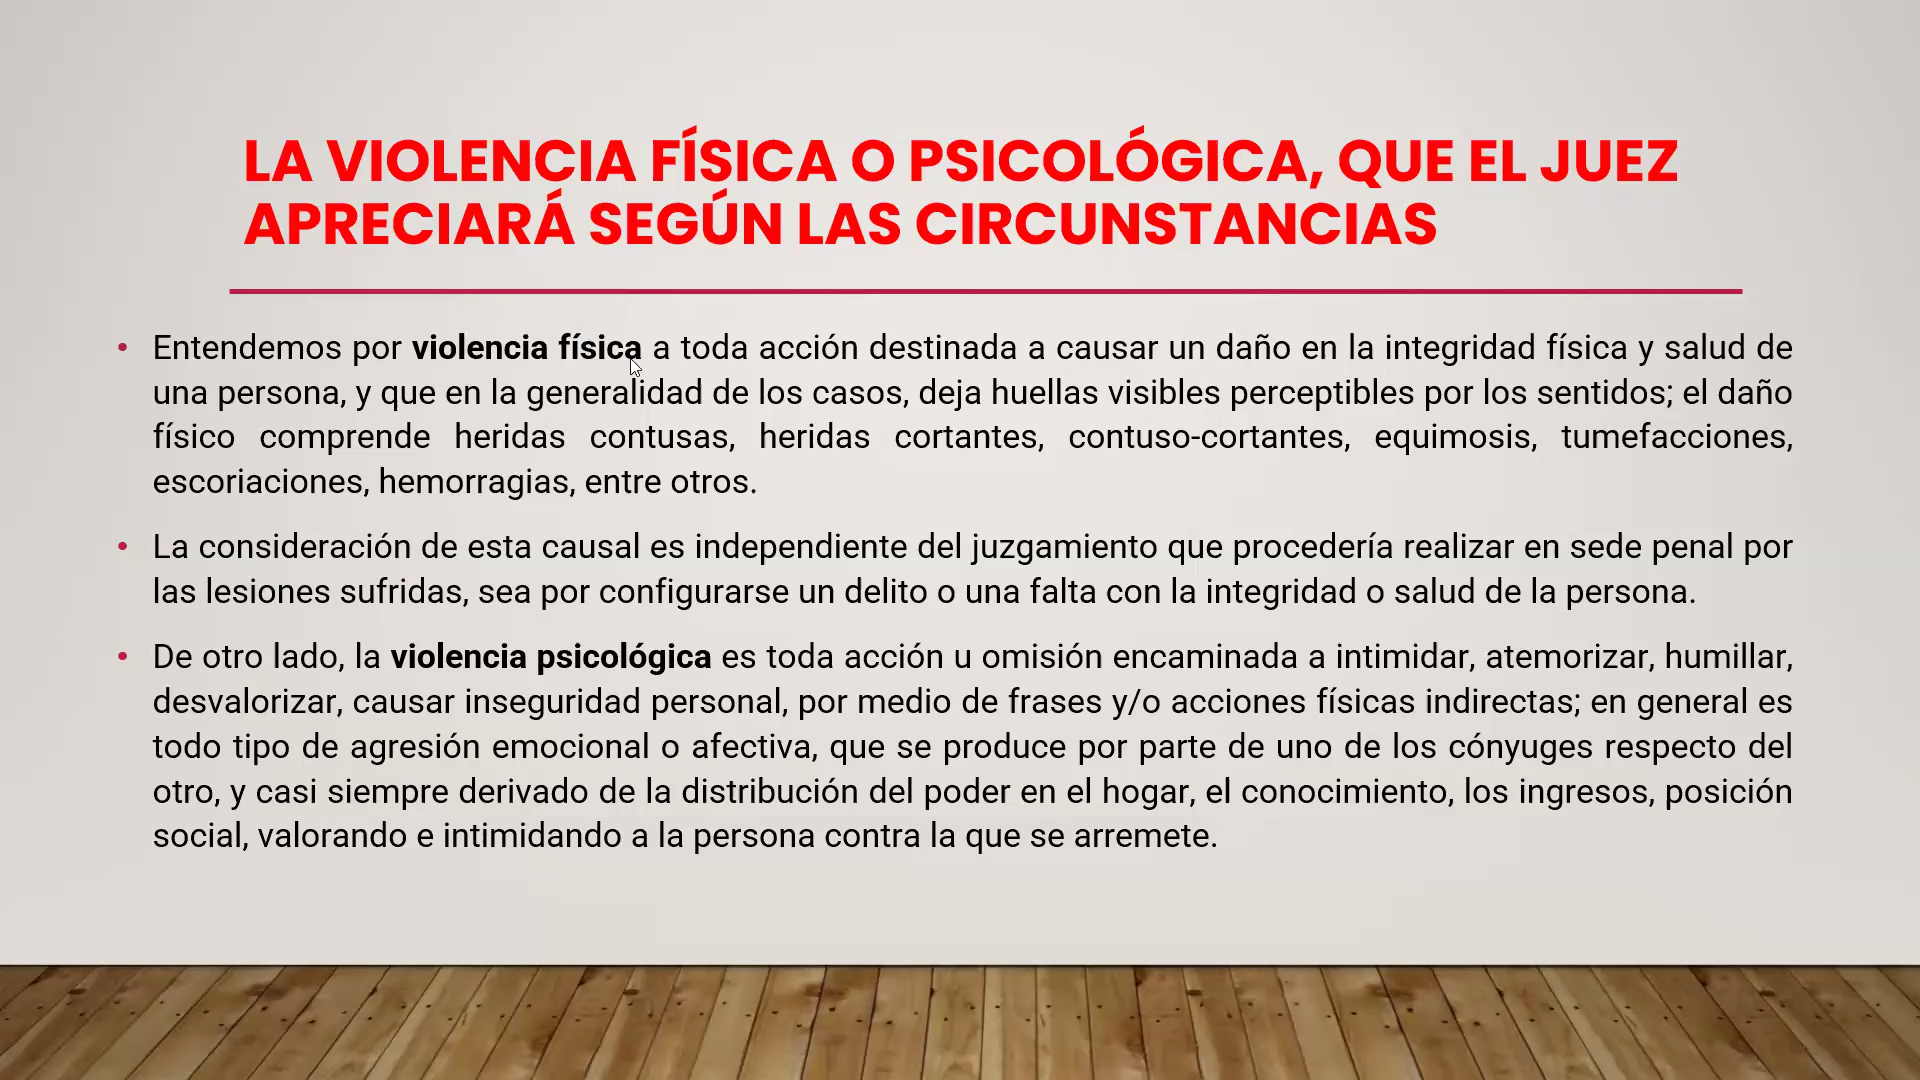 LA VIOLENCIA FÍSICA O PSICOLÓGICA, QUE EL JUEZ
APRECIARÁ SEGÚN LAS CIRCUNSTANCIAS
• Entendemos por violencia física a toda acción destinada a causar un daño en la integridad física y salud de
una persona, y que en la generalidad de los casos, deja huellas visibles perceptibles por los sentidos; el daño
físico comprende heridas contusas, heridas cortantes, contuso-cortantes, equimosis, tumefacciones,
escoriaciones, hemorragias, entre otros.
• La consideración de esta causal es independiente del juzgamiento que procedería realizar en sede penal por
las lesiones sufridas, sea por configurarse un delito o una falta con la integridad o salud de la persona.
• De otro lado, la violencia psicológica es toda acción u omisión encaminada a intimidar, atemorizar, humillar,
desvalorizar, causar inseguridad personal, por medio de frases y/o acciones físicas indirectas; en general es
todo tipo de agresión emocional o afectiva, que se produce por parte de uno de los cónyuges respecto del
otro, y casi siempre derivado de la distribución del poder en el hogar, el conocimiento, los ingresos, posición
social, valorando e intimidando a la persona contra la que se arremete.